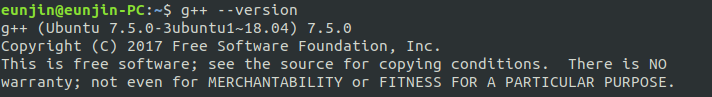 eunjin@eunjin-PC:~$ g++ --version
g++ (Ubuntu 7.5.0-3ubuntu1~18.04) 7.5.0
Copyright (C) 2017 Free Software Foundation, Inc.
This is free software; see the source for copying conditions.  There is NO
warranty; not even for MERCHANTABILITY or FITNESS FOR A PARTICULAR PURPOSE.